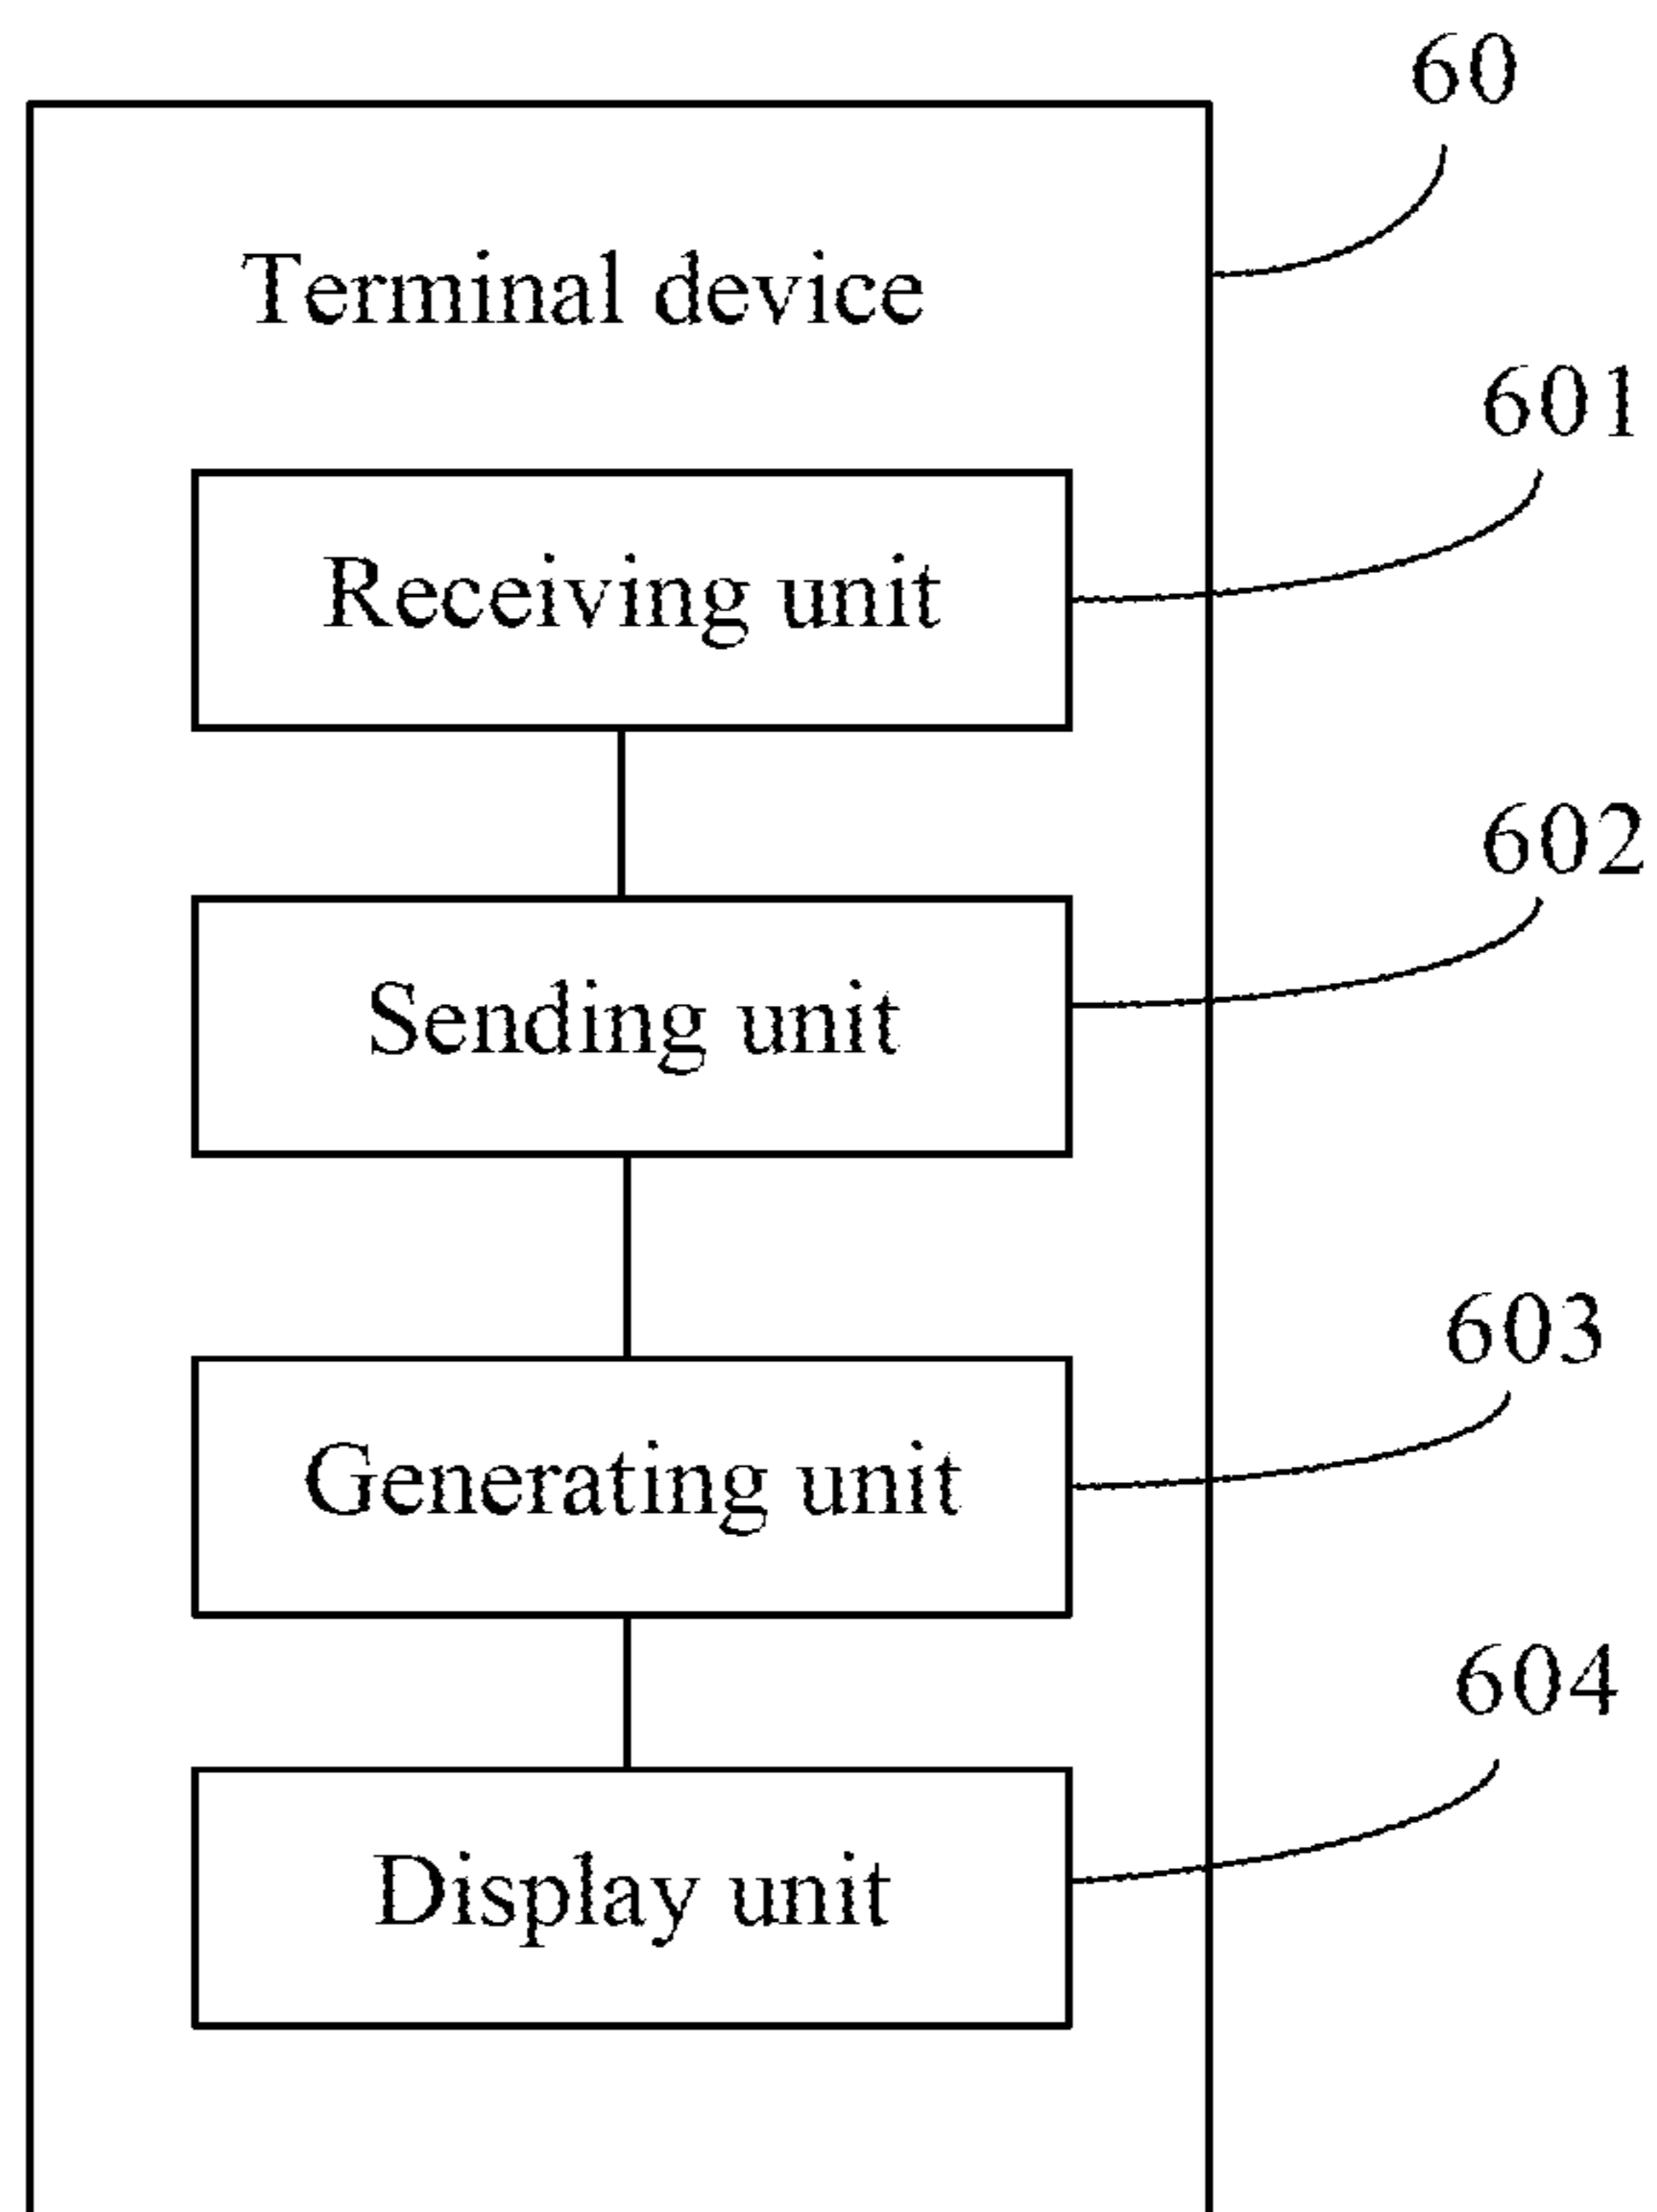 60
Terminal device
601
Receiving unit
602
Sending unit
603
Generating unit
604
Display unit